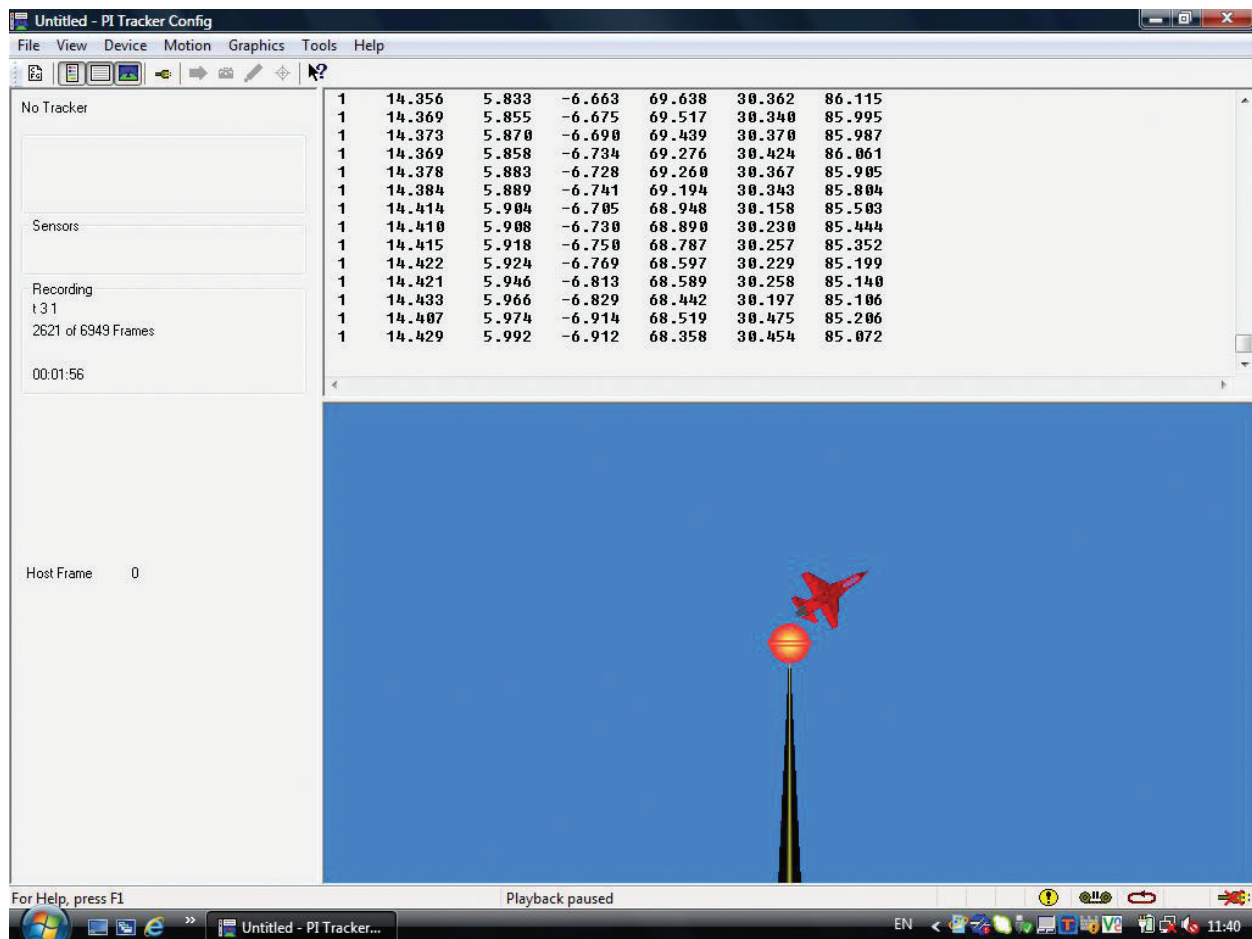 Untitled - PI Tracker Config
File View Device Motion Graphics Tools Help
No Tracker
Sensors
Recording
t 3 1
2621 of 6949 Frames
00:01:56
Host Frame 0
1 14.356 5.833 -6.663 69.638 30.362 86.115
1 14.369 5.855 -6.675 69.517 30.340 85.995
1 14.373 5.870 -6.690 69.439 30.370 85.987
1 14.369 5.858 -6.734 69.276 30.424 86.061
1 14.378 5.883 -6.728 69.260 30.367 85.905
1 14.384 5.889 -6.741 69.194 30.343 85.804
1 14.414 5.904 -6.705 68.948 30.158 85.503
1 14.410 5.908 -6.730 68.890 30.230 85.444
1 14.415 5.918 -6.750 68.787 30.257 85.352
1 14.422 5.924 -6.769 68.597 30.229 85.199
1 14.421 5.946 -6.813 68.589 30.258 85.140
1 14.433 5.966 -6.829 68.442 30.197 85.106
1 14.407 5.974 -6.914 68.519 30.475 85.206
1 14.429 5.992 -6.912 68.358 30.454 85.072
For Help, press F1 Playback paused
Untitled - PI Tracker... EN 11:40